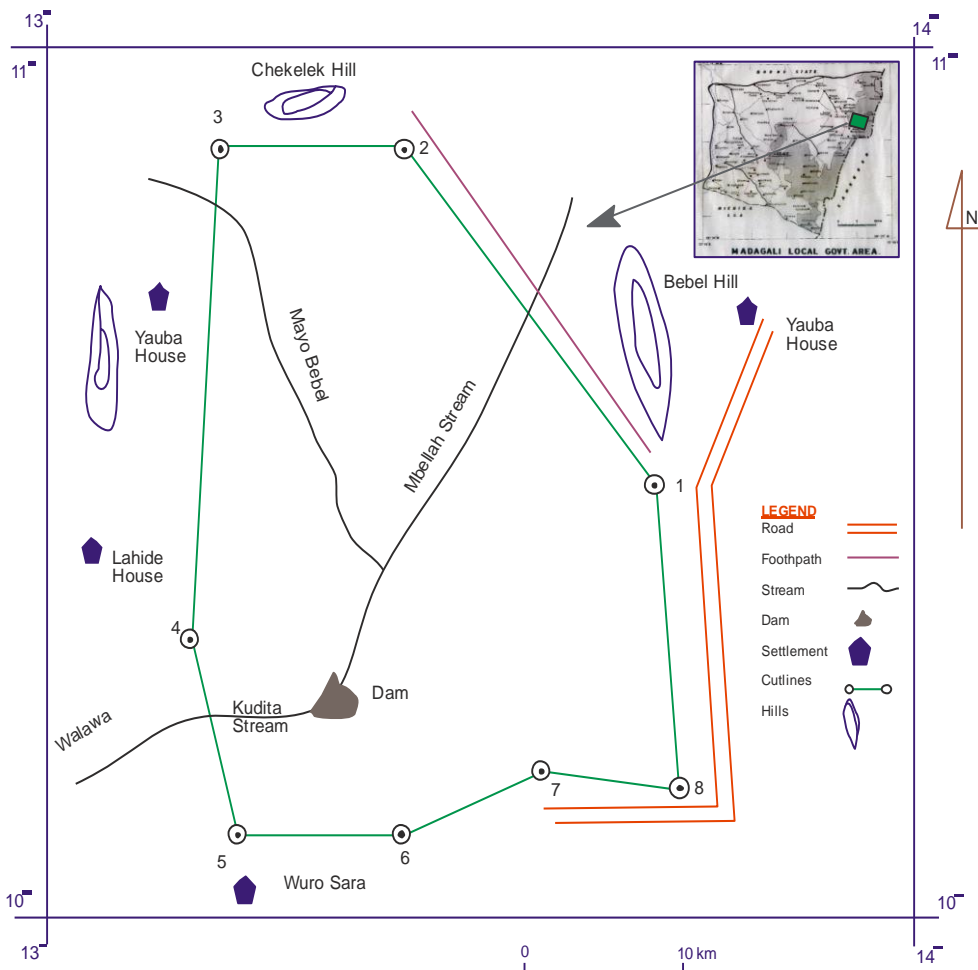 13
14
11
11
Chekelek Hill
3
2
MADAGALI LOCAL GOVT. AREA
N
Bebel Hill
Yauba
House
Yauba
House
Mayo Bebel
Mbellah Stream
1
LEGEND
Road
Foothpath
Stream
Dam
Settlement
Cutlines
Hills
Lahide
House
4
Dam
Kudita
Stream
Walawa
7
8
5
6
Wuro Sara
10
10
13
0
10 km
14